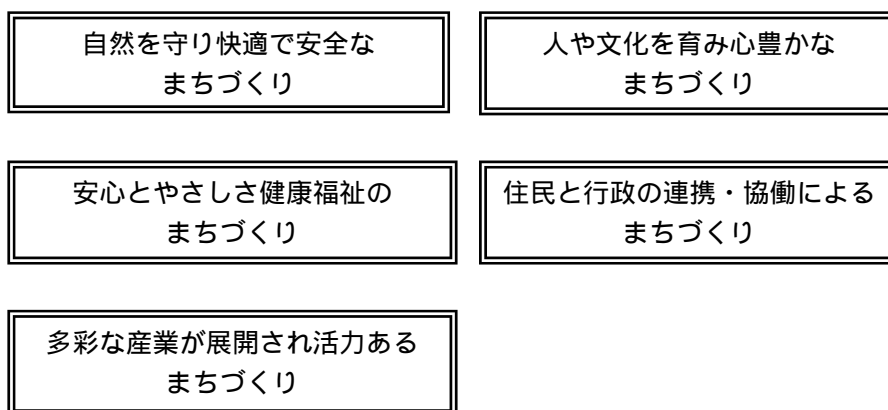 自然を守り快適で安全な
まちづくり
人や文化を育み心豊かな
まちづくり
安心とやさしさ健康福祉の
まちづくり
住民と行政の連携・協働による
まちづくり
多彩な産業が展開され活力ある
まちづくり